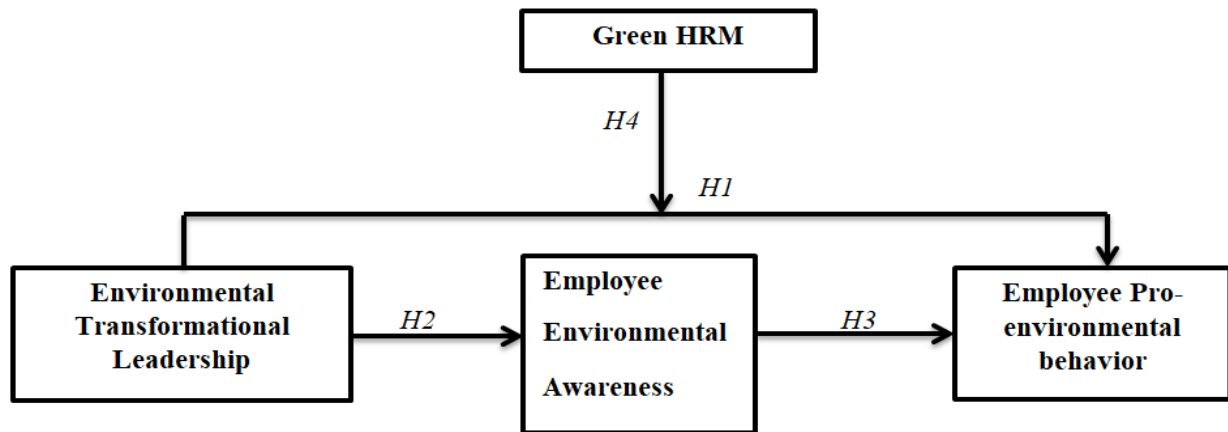 Green HRM
H4
H1
Environmental
Transformational
Leadership
H2
Employee
Environmental
Awareness
H3
Employee Pro-
environmental
behavior